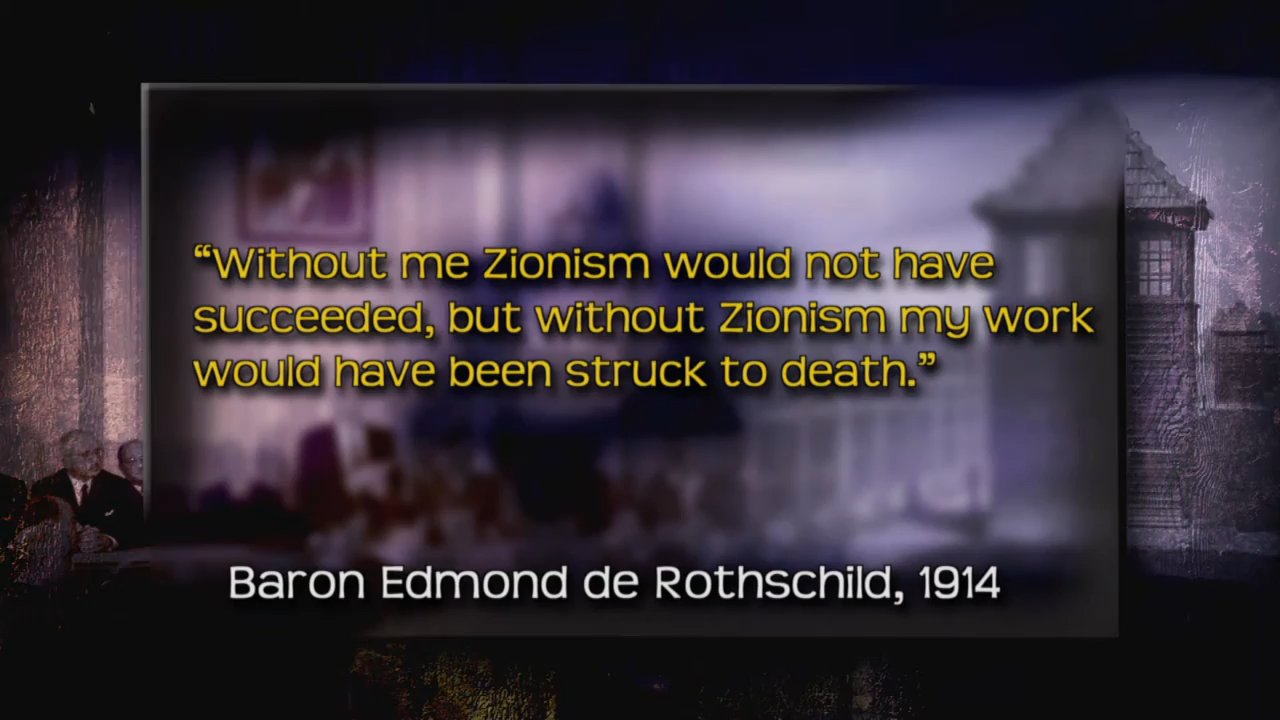 “Without me Zionism would not have
succeeded, but without Zionism my work
would have been struck to death.”
Baron Edmond de Rothschild, 1914